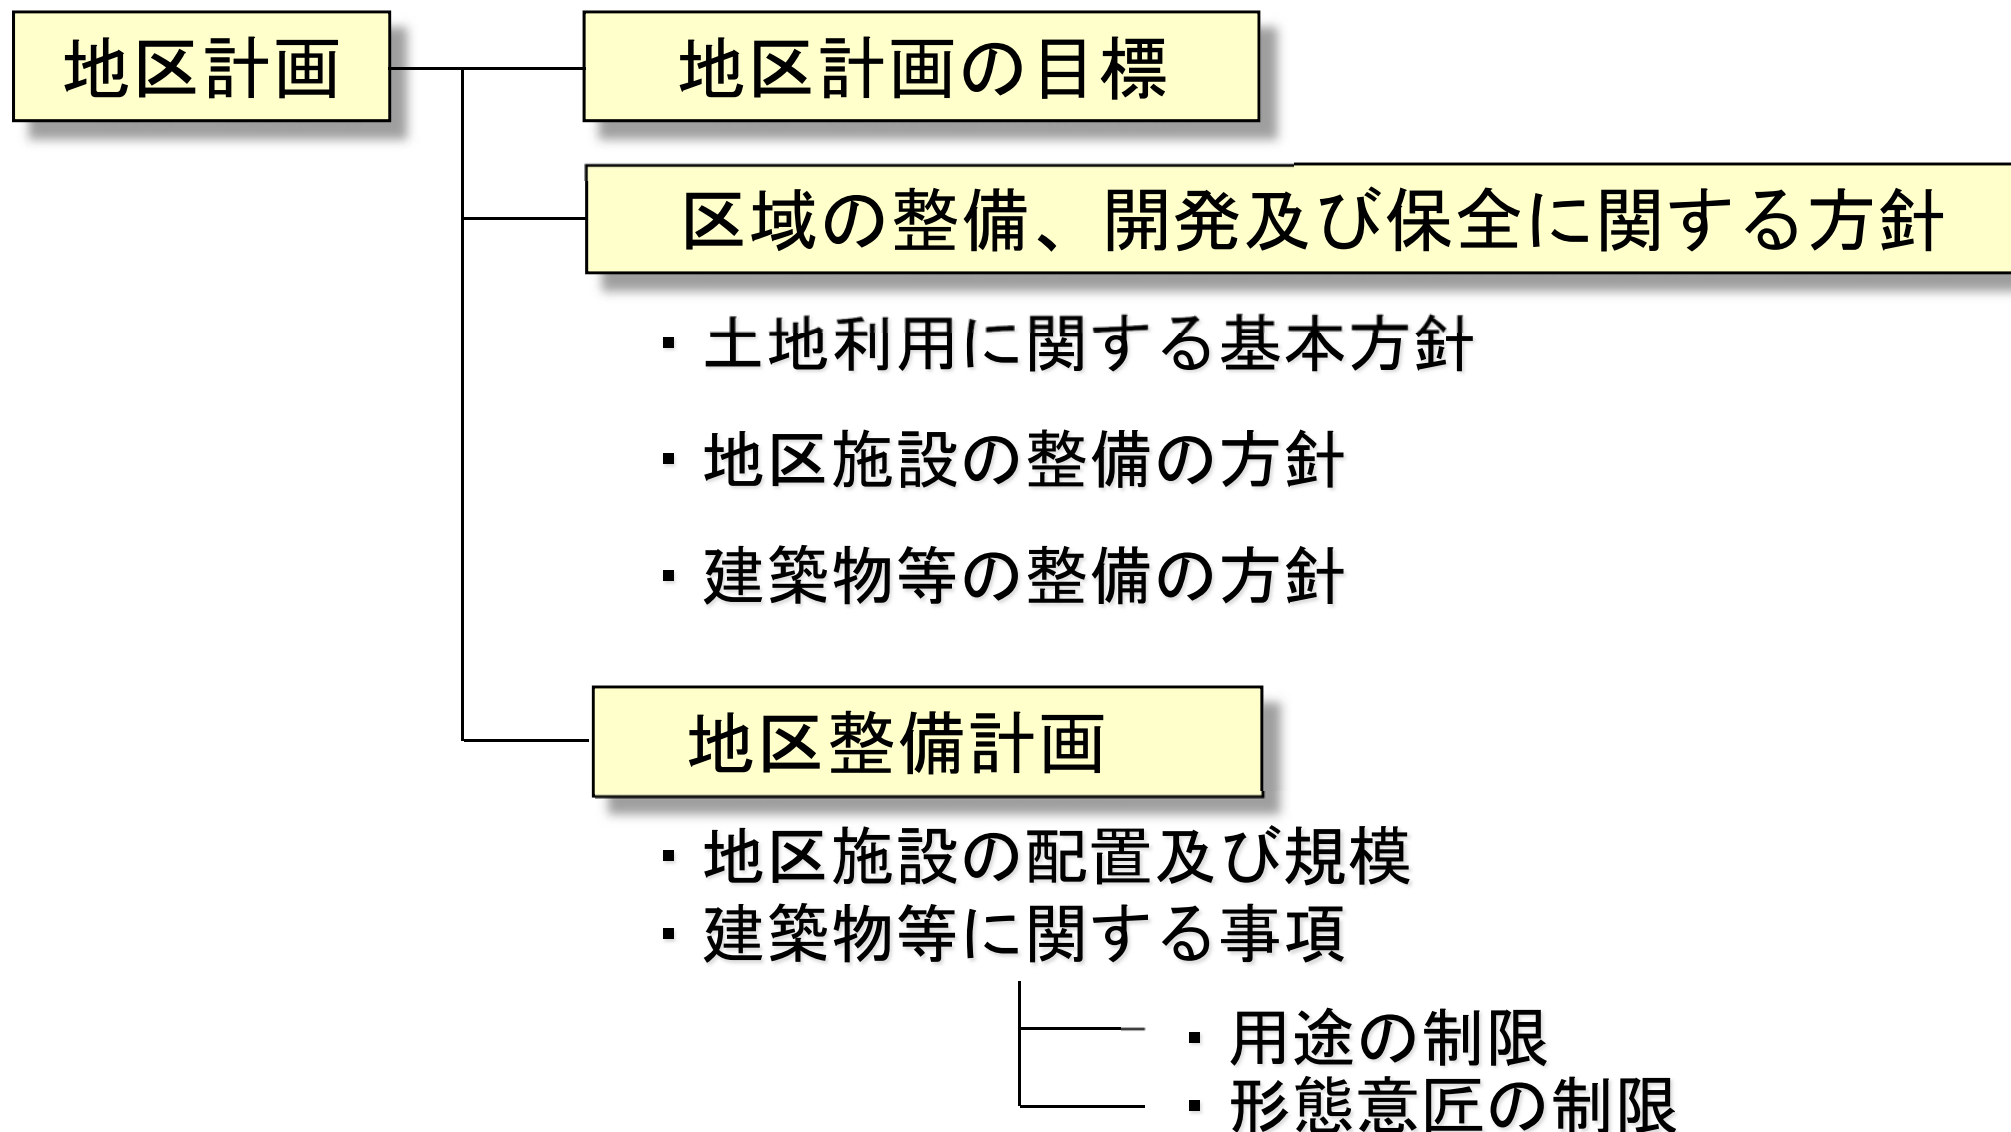 地区計画
地区計画の目標
区域の整備、開発及び保全に関する方針
・土地利用に関する基本方針
・地区施設の整備の方針
・建築物等の整備の方針
地区整備計画
・地区施設の配置及び規模
・建築物等に関する事項
・用途の制限
・形態意匠の制限